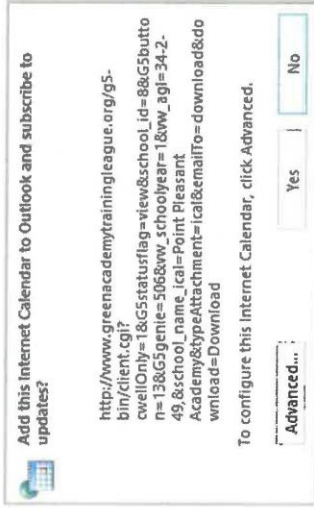 Add this Internet Calendar to Outlook and subscribe to
updates?
http://www.greenacademytrainingleague.org/g5-
bin/client.cgi?
cwellOnly=1&G5statusflag=view&school_id=88&G5butto
n=13&G5genie=506&vw_schoolyear=1&vw_agl=34-2-
49,&school_name_ical=Point Pleasant
Academy&typeAttachment=ical&emailTo=download&do
wnload=Download
To configure this Internet Calendar, click Advanced.
Advanced...
Yes
No